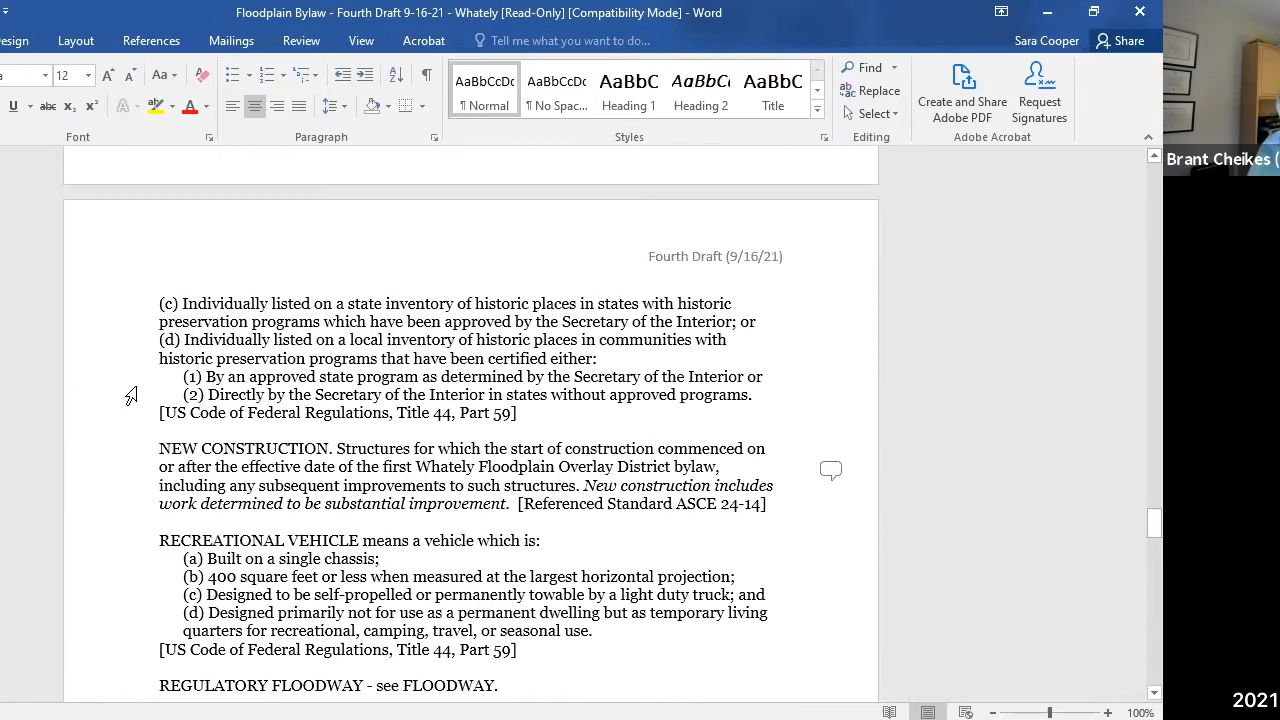 Floodplain Bylaw - Fourth Draft 9-16-21 - Whately [Read-Only] [Compatibility Mode] - Word
esign Layout References Mailings Review View Acrobat Tell me what you want to do... Sara Cooper Share
a 12 A A Aa
U abc X₂ X² A A
AaBbCcDc AaBbCcDc AaBbC AaBbCc AaBbC
¶ Normal ¶ No Spac... Heading 1 Heading 2 Title
Find
Replace
Select
Create and Share Adobe PDF
Request Signatures
Font Paragraph Styles Editing Adobe Acrobat
Brant Cheikes (
Fourth Draft (9/16/21)
(c) Individually listed on a state inventory of historic places in states with historic
preservation programs which have been approved by the Secretary of the Interior; or
(d) Individually listed on a local inventory of historic places in communities with
historic preservation programs that have been certified either:
(1) By an approved state program as determined by the Secretary of the Interior or
(2) Directly by the Secretary of the Interior in states without approved programs.
[US Code of Federal Regulations, Title 44, Part 59]
NEW CONSTRUCTION. Structures for which the start of construction commenced on
or after the effective date of the first Whately Floodplain Overlay District bylaw,
including any subsequent improvements to such structures. New construction includes
work determined to be substantial improvement. [Referenced Standard ASCE 24-14]
RECREATIONAL VEHICLE means a vehicle which is:
(a) Built on a single chassis;
(b) 400 square feet or less when measured at the largest horizontal projection;
(c) Designed to be self-propelled or permanently towable by a light duty truck; and
(d) Designed primarily not for use as a permanent dwelling but as temporary living
quarters for recreational, camping, travel, or seasonal use.
[US Code of Federal Regulations, Title 44, Part 59]
REGULATORY FLOODWAY - see FLOODWAY.
100%
2021